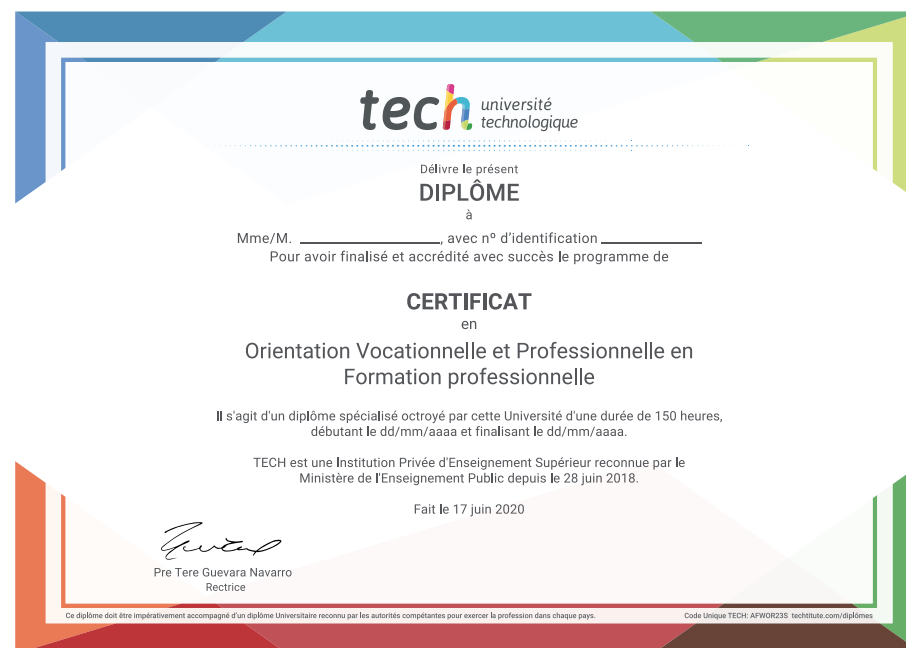 tech université
technologique
Délivre le présent
DIPLÔME
à
Mme/M. ____________________, avec nº d'identification ______________
Pour avoir finalisé et accrédité avec succès le programme de
CERTIFICAT
en
Orientation Vocationnelle et Professionnelle en
Formation professionnelle
Il s'agit d'un diplôme spécialisé octroyé par cette Université d'une durée de 150 heures,
débutant le dd/mm/aaaa et finalisant le dd/mm/aaaa.
TECH est une Institution Privée d'Enseignement Supérieur reconnue par le
Ministère de l'Enseignement Public depuis le 28 juin 2018.
Fait le 17 juin 2020
Pre Tere Guevara Navarro
Rectrice
Ce diplôme doit être impérativement accompagné d'un diplôme Universitaire reconnu par les autorités compétantes pour exercer la profession dans chaque pays. Code Unique TECH: AFWOR23S techtitute.com/diplômes